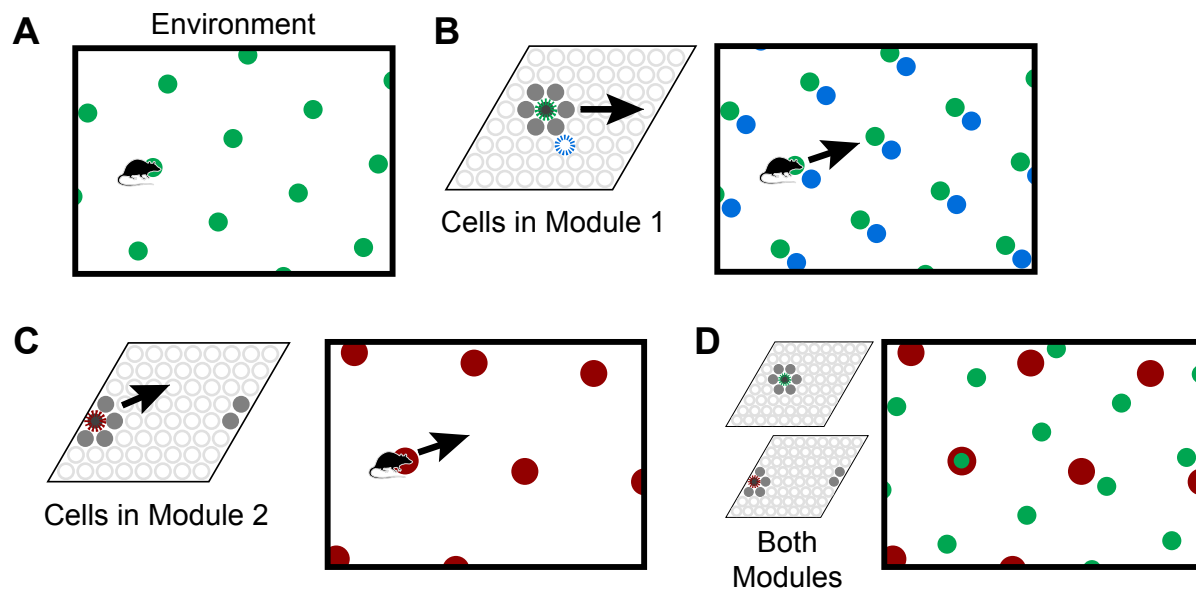 A
Environment
B
Cells in Module 1
C
Cells in Module 2
D
Both
Modules